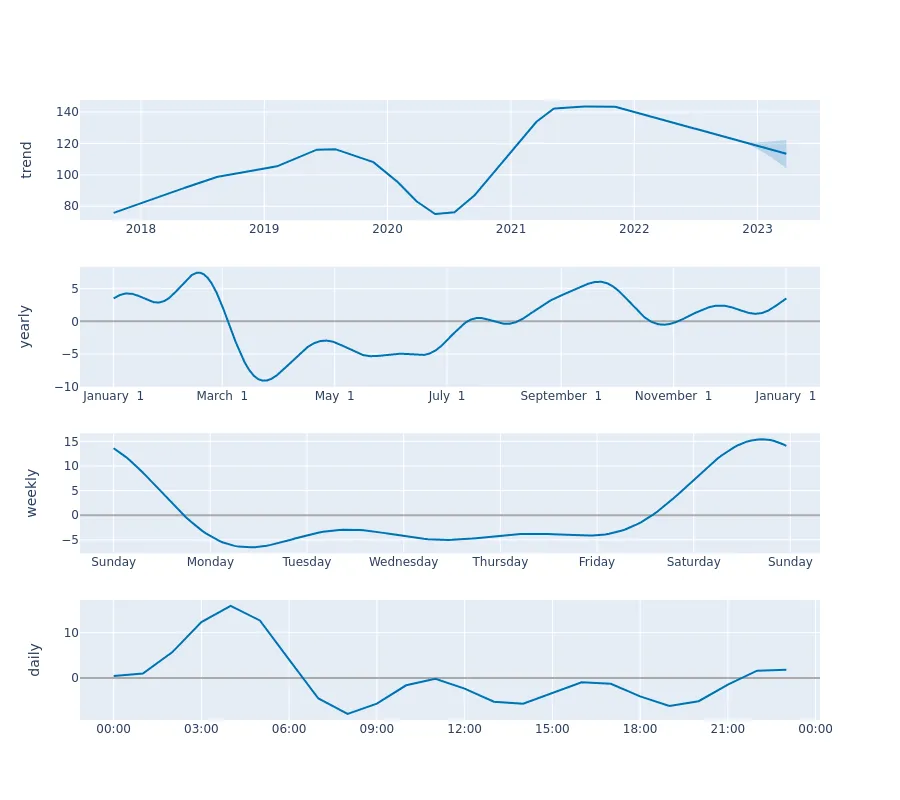 trend
140
120
100
80
2018 2019 2020 2021 2022 2023
yearly
5
0
−5
−10
January 1 March 1 May 1 July 1 September 1 November 1 January 1
weekly
15
10
5
0
−5
Sunday Monday Tuesday Wednesday Thursday Friday Saturday Sunday
daily
10
0
00:00 03:00 06:00 09:00 12:00 15:00 18:00 21:00 00:00